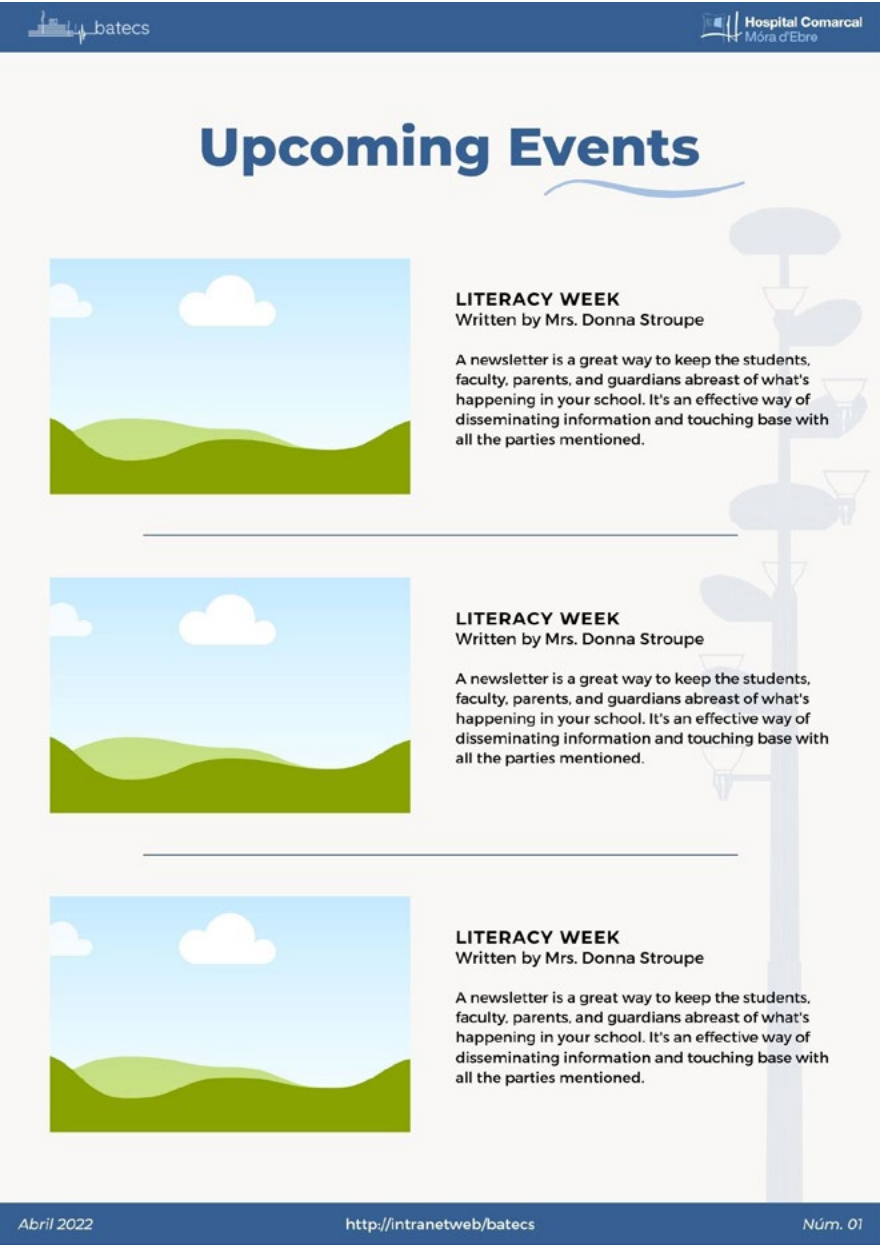 batecs
Hospital Comarcal
Móra d'Ebre
Upcoming Events
LITERACY WEEK
Written by Mrs. Donna Stroupe
A newsletter is a great way to keep the students,
faculty, parents, and guardians abreast of what's
happening in your school. It's an effective way of
disseminating information and touching base with
all the parties mentioned.
LITERACY WEEK
Written by Mrs. Donna Stroupe
A newsletter is a great way to keep the students,
faculty, parents, and guardians abreast of what's
happening in your school. It's an effective way of
disseminating information and touching base with
all the parties mentioned.
LITERACY WEEK
Written by Mrs. Donna Stroupe
A newsletter is a great way to keep the students,
faculty, parents, and guardians abreast of what's
happening in your school. It's an effective way of
disseminating information and touching base with
all the parties mentioned.
Abril 2022
http://intranetweb/batecs
Núm. 01